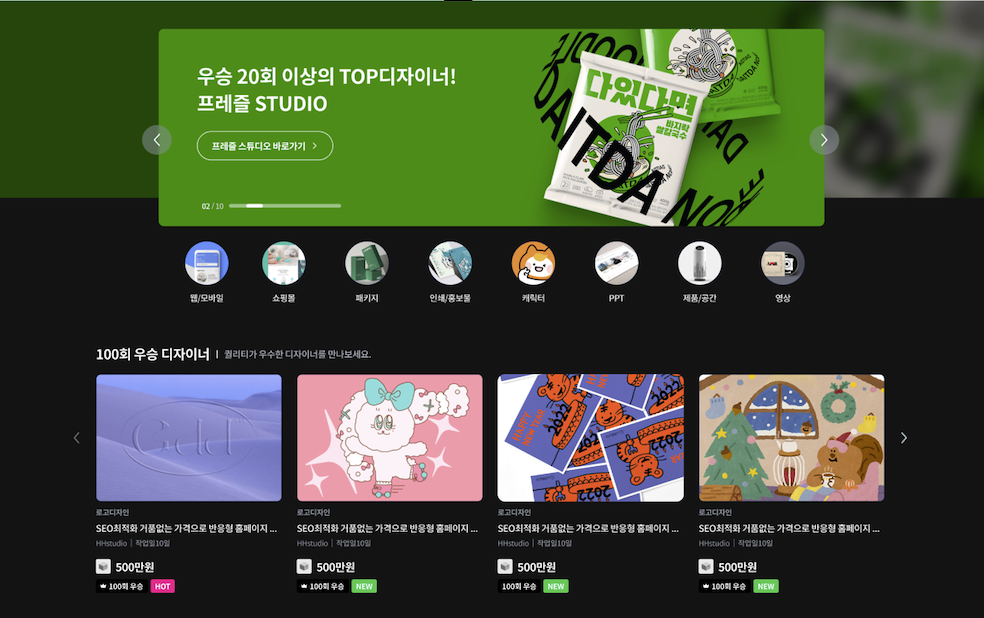 우승 20회 이상의 TOP디자이너!
프레즐 STUDIO
프레즐 스튜디오 바로가기
02 / 10
다있다면
바지락
쌀칼국수
DAITDA NOW
웹/모바일
쇼핑몰
패키지
인쇄/홍보물
캐릭터
PPT
제품/공간
영상
100회 우승 디자이너
퀄리티가 우수한 디자이너를 만나보세요.
Gold
HAPPY
NEW YEAR
2022
2022
2022
2022
로고디자인
로고디자인
로고디자인
로고디자인
SEO최적화 거품없는 가격으로 반응형 홈페이지 ...
SEO최적화 거품없는 가격으로 반응형 홈페이지 ...
SEO최적화 거품없는 가격으로 반응형 홈페이지 ...
SEO최적화 거품없는 가격으로 반응형 홈페이지 ...
HHstudio | 작업일10일
HHstudio | 작업일10일
HHstudio | 작업일10일
HHstudio | 작업일10일
500만원
500만원
500만원
500만원
100회 우승 HOT
100회 우승 NEW
100회 우승 NEW
100회 우승 NEW